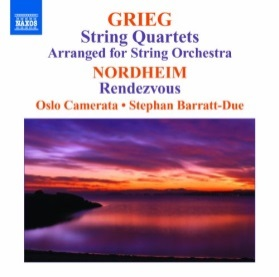 NAXOS
GRIEG
String Quartets
Arranged for String Orchestra
NORDHEIM
Rendezvous
Oslo Camerata • Stephan Barratt-Due